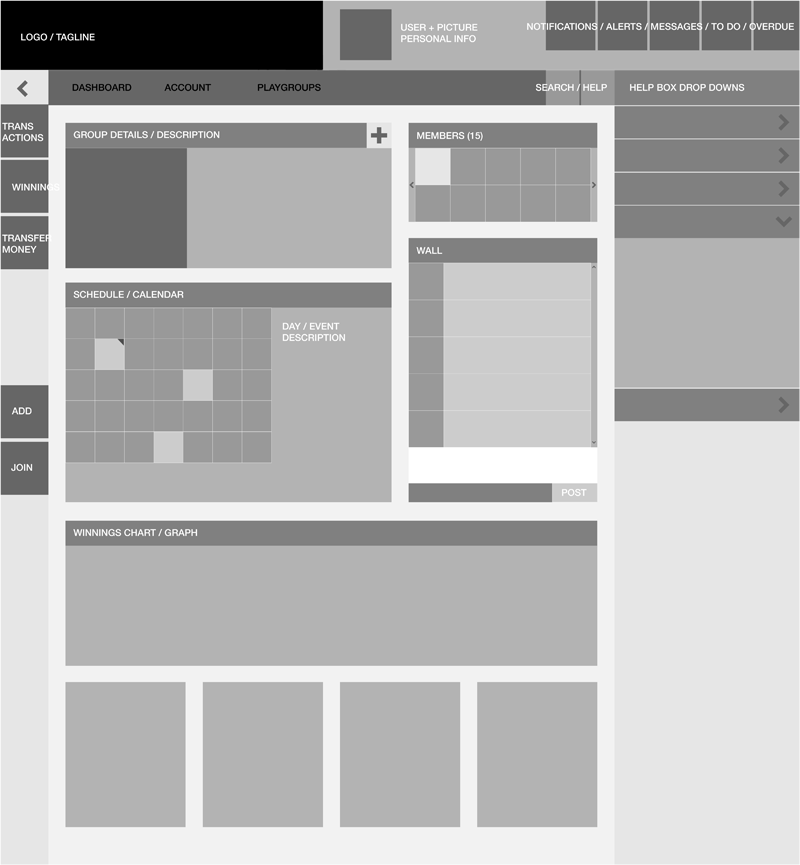 LOGO / TAGLINE
USER + PICTURE
PERSONAL INFO
NOTIFICATIONS / ALERTS / MESSAGES / TO DO / OVERDUE
DASHBOARD
ACCOUNT
PLAYGROUPS
SEARCH / HELP
HELP BOX DROP DOWNS
TRANS
ACTIONS
WINNINGS
TRANSFER
MONEY
ADD
JOIN
GROUP DETAILS / DESCRIPTION
MEMBERS (15)
WALL
SCHEDULE / CALENDAR
DAY / EVENT
DESCRIPTION
POST
WINNINGS CHART / GRAPH